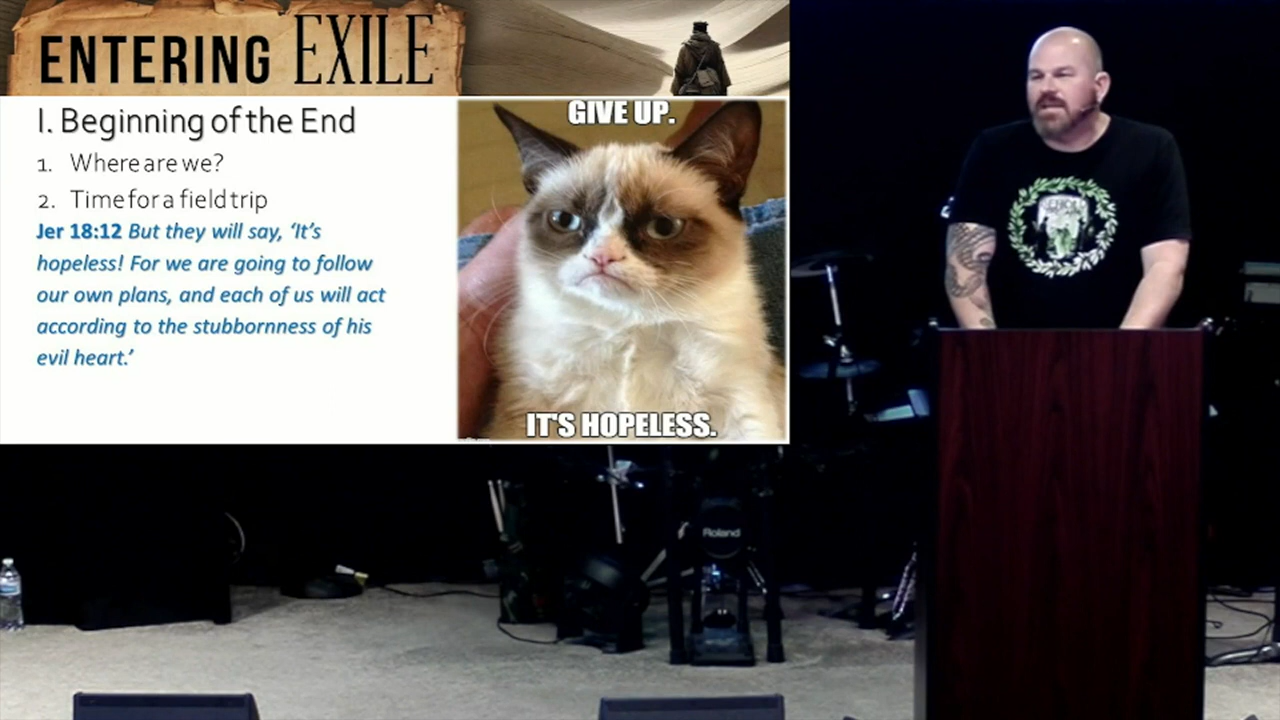 ENTERING EXILE
I. Beginning of the End
1. Where are we?
2. Time for a field trip
Jer 18:12 But they will say, ‘It’s
hopeless! For we are going to follow
our own plans, and each of us will act
according to the stubbornness of his
evil heart.’
GIVE UP.
IT'S HOPELESS.
Roland